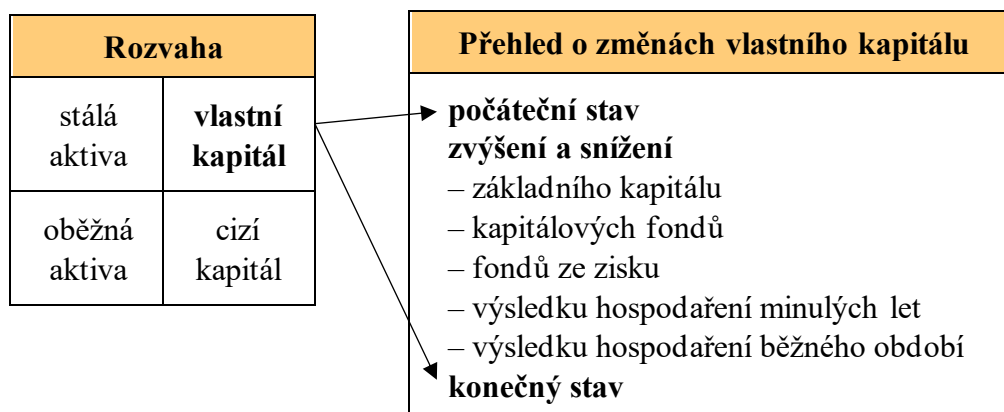 Rozvaha
stálá
aktiva
vlastní
kapitál
oběžná
aktiva
cizí
kapitál
Přehled o změnách vlastního kapitálu
počáteční stav
zvýšení a snížení
– základního kapitálu
– kapitálových fondů
– fondů ze zisku
– výsledku hospodaření minulých let
– výsledku hospodaření běžného období
konečný stav